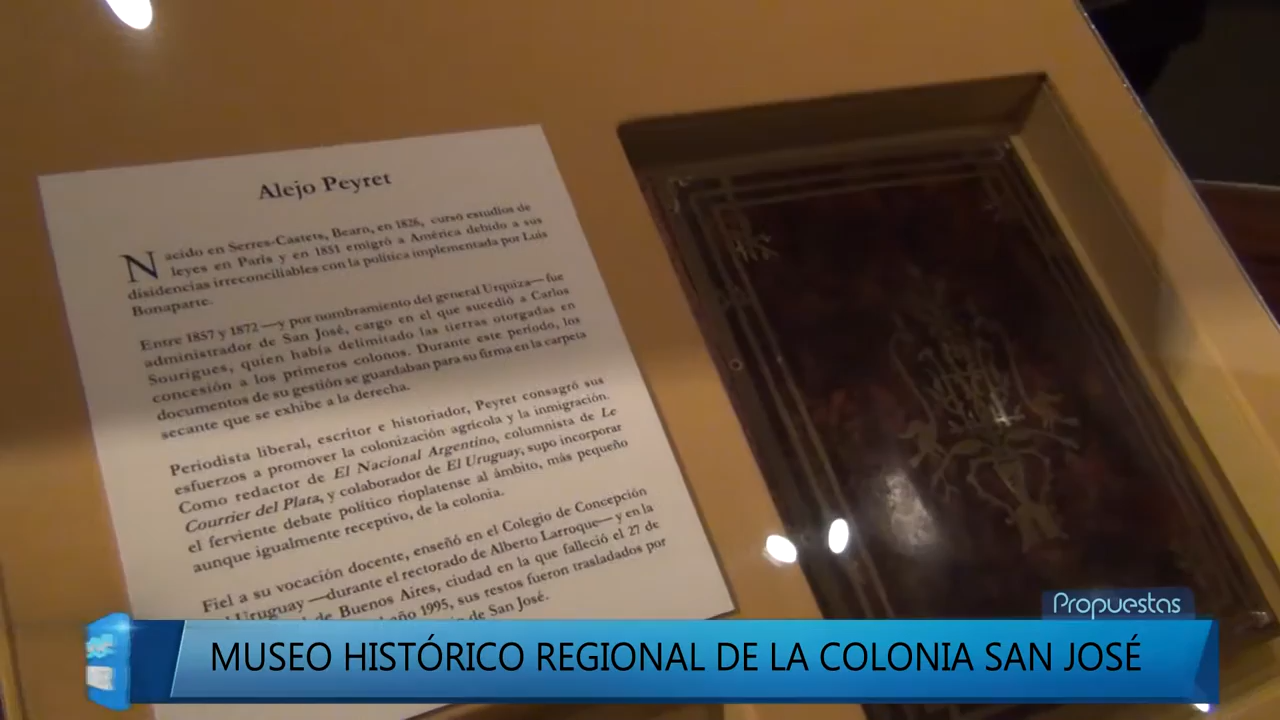 Alejo Peyret
Nacido en Serres-Castets, Bearn, en 1826, cursó estudios de
leyes en París y en 1851 emigró a América debido a sus
disidencias irreconciliables con la política implementada por Luis
Bonaparte.
Entre 1857 y 1872 —y por nombramiento del general Urquiza— fue
administrador de San José, cargo en el que sucedió a Carlos
Sourigues, quien había delimitado las tierras otorgadas en
concesión a los primeros colonos. Durante este período, los
documentos de su gestión se guardaban para su firma en la carpeta
secante que se exhibe a la derecha.
Periodista liberal, escritor e historiador, Peyret consagró sus
esfuerzos a promover la colonización agrícola y la inmigración.
Como redactor de El Nacional Argentino, columnista de Le
Courrier del Plata, y colaborador de El Uruguay, supo incorporar
el ferviente debate político rioplatense al ámbito, más pequeño
aunque igualmente receptivo, de la colonia.
Fiel a su vocación docente, enseñó en el Colegio de Concepción
Uruguay —durante el rectorado de Alberto Larroque— y en la
de Buenos Aires, ciudad en la que falleció el 27 de
año 1995, sus restos fueron trasladados por
de San José.
Propuestas
MUSEO HISTÓRICO REGIONAL DE LA COLONIA SAN JOSÉ